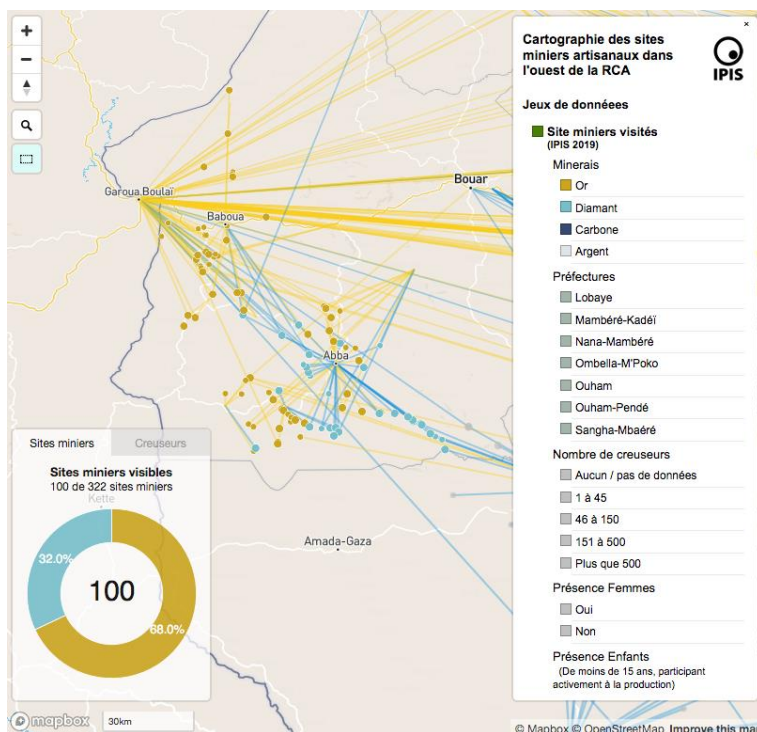 +
−
Garoua Boulaï
Baboua
Bouar
Abba
Amada-Gaza
Sites miniers
Creuseurs
Sites miniers visibles
100 de 322 sites miniers
Kette
32.0%
100
68.0%
mapbox
30km
© Mapbox © OpenStreetMap Improve this ma
×
Cartographie des sites
miniers artisanaux dans
l'ouest de la RCA
IPIS
Jeux de donnéees
Site miniers visités
(IPIS 2019)
Minerais
Or
Diamant
Carbone
Argent
Préfectures
Lobaye
Mambéré-Kadéï
Nana-Mambéré
Ombella-M'Poko
Ouham
Ouham-Pendé
Sangha-Mbaéré
Nombre de creuseurs
Aucun / pas de données
1 à 45
46 à 150
151 à 500
Plus que 500
Présence Femmes
Oui
Non
Présence Enfants
(De moins de 15 ans, participant
activement à la production)